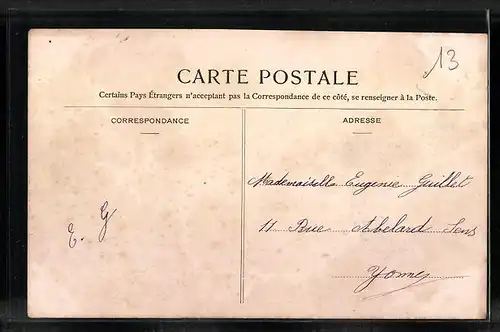 13
CARTE POSTALE
Certains Pays Étrangers n'acceptant pas la Correspondance de ce côté, se renseigner à la Poste.
CORRESPONDANCE
ADRESSE
E. G
Mademoiselle Eugenie Guillet
11 Rue Abelard Sens
Yonne